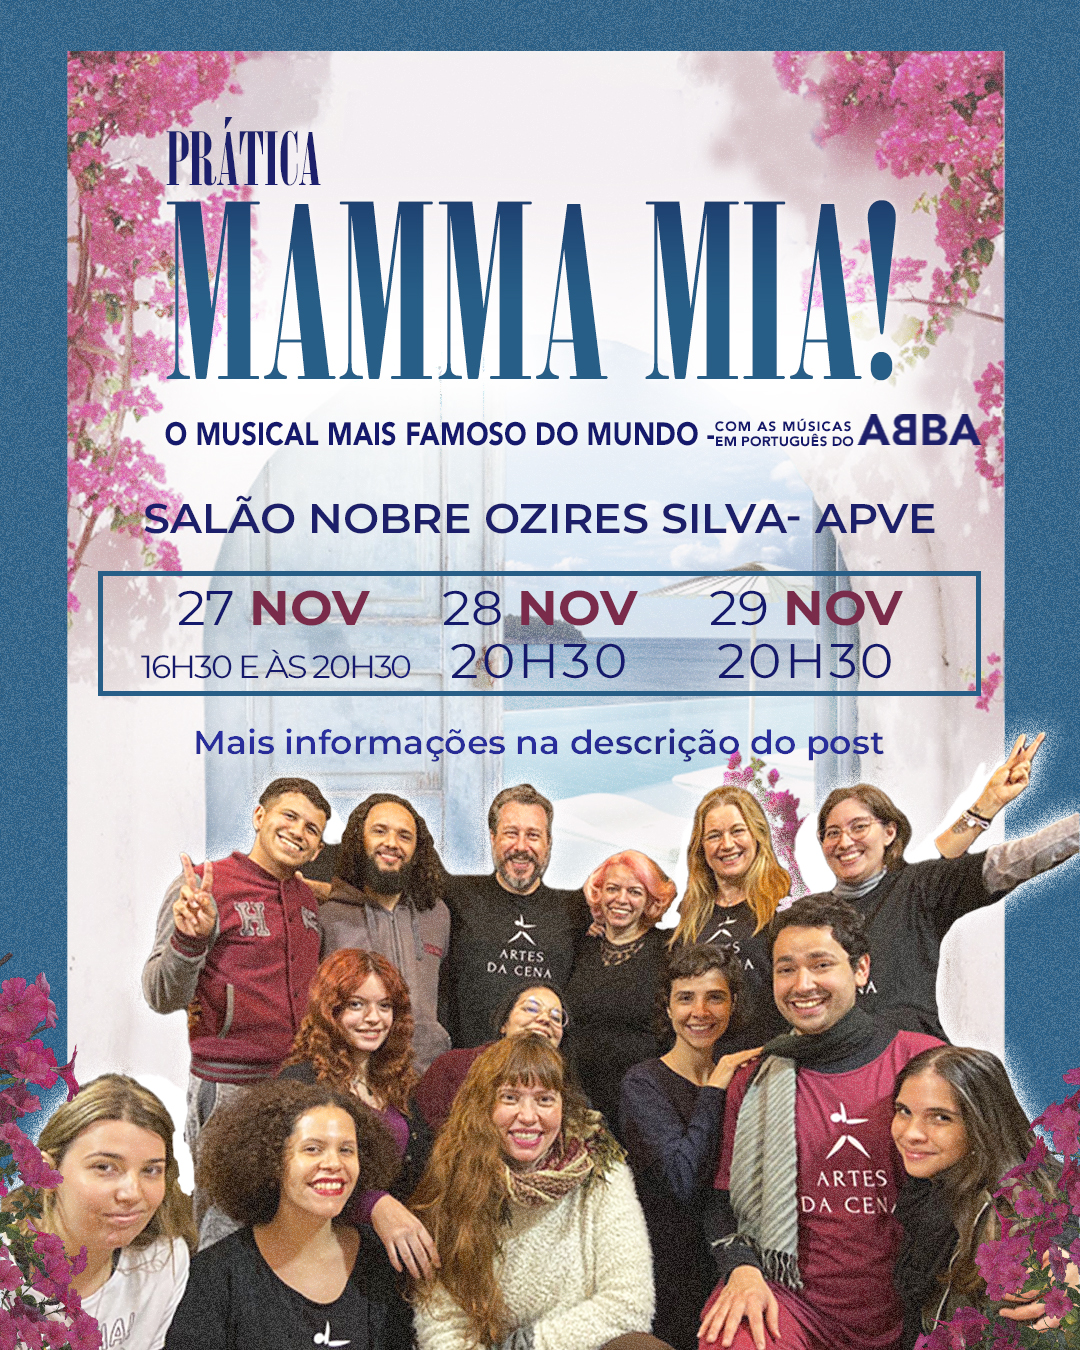 PRÁTICA
MAMMA MIA!
O MUSICAL MAIS FAMOSO DO MUNDO - COM AS MÚSICAS EM PORTUGUÊS DO ABBA
SALÃO NOBRE OZIRES SILVA- APVE
27 NOV 28 NOV 29 NOV
16H30 E ÀS 20H30 20H30 20H30
Mais informações na descrição do post
H
ARTES
DA CENA
ARTES
A
NA
ARTES
DA CENA